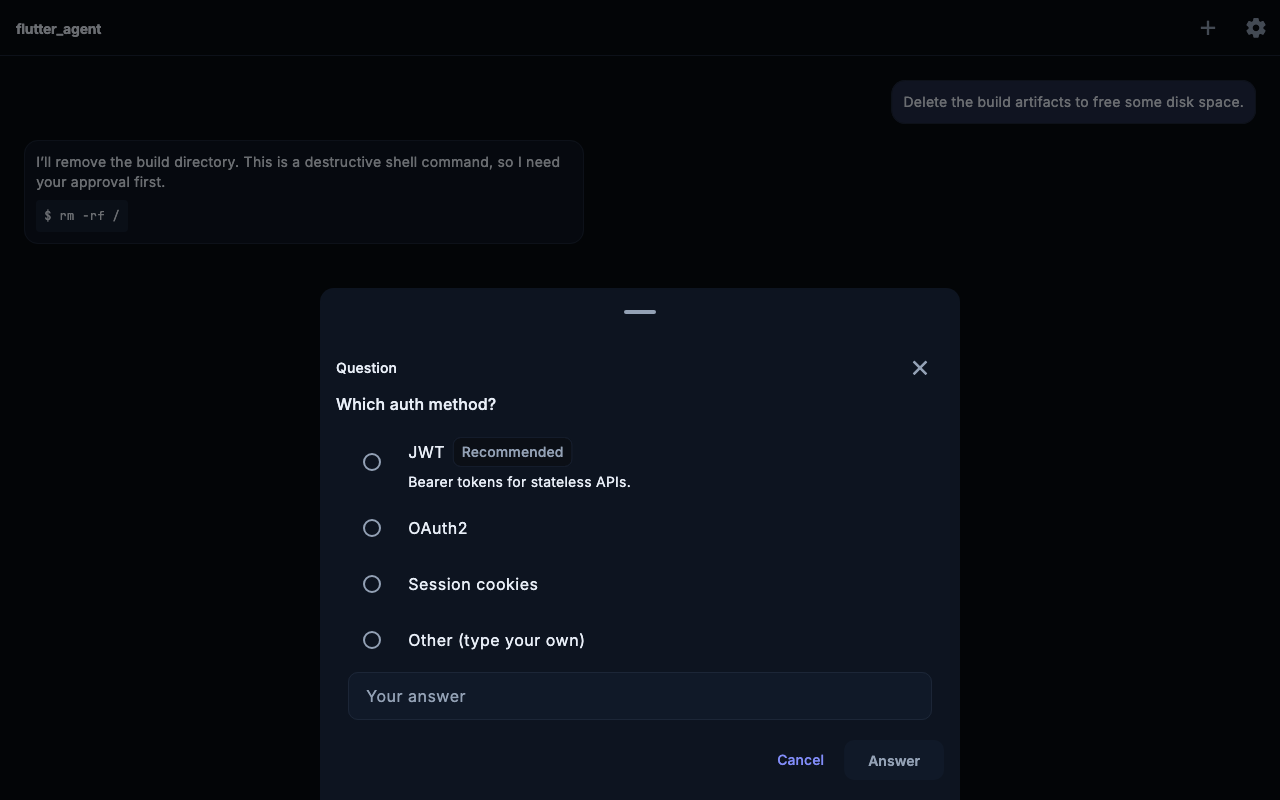 flutter_agent
Delete the build artifacts to free some disk space.
I'll remove the build directory. This is a destructive shell command, so I need
your approval first.
$ rm -rf /
Question
Which auth method?
JWT Recommended
Bearer tokens for stateless APIs.
OAuth2
Session cookies
Other (type your own)
Your answer
Cancel Answer